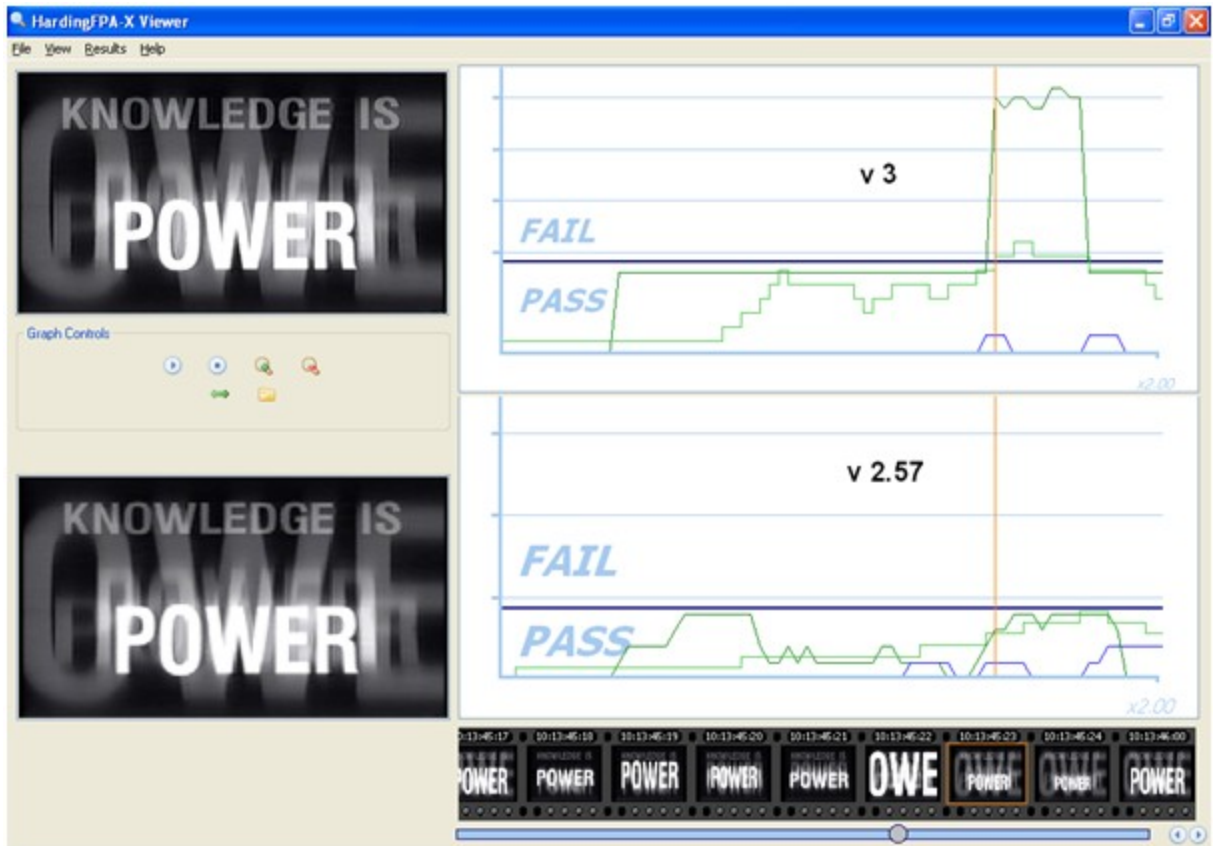 HardingFPA-X Viewer
File View Results Help
KNOWLEDGE IS
OWE
POWER
Graph Controls
KNOWLEDGE IS
OWE
POWER
v 3
FAIL
PASS
x2.00
v 2.57
FAIL
PASS
x2.00
0:13:45:17 10:13:45:18 10:13:45:19 10:13:45:20 10:13:45:21 10:13:45:22 10:13:45:23 10:13:45:24 10:13:46:00
POWER POWER POWER POWER POWER OWE POWER POWER POWER